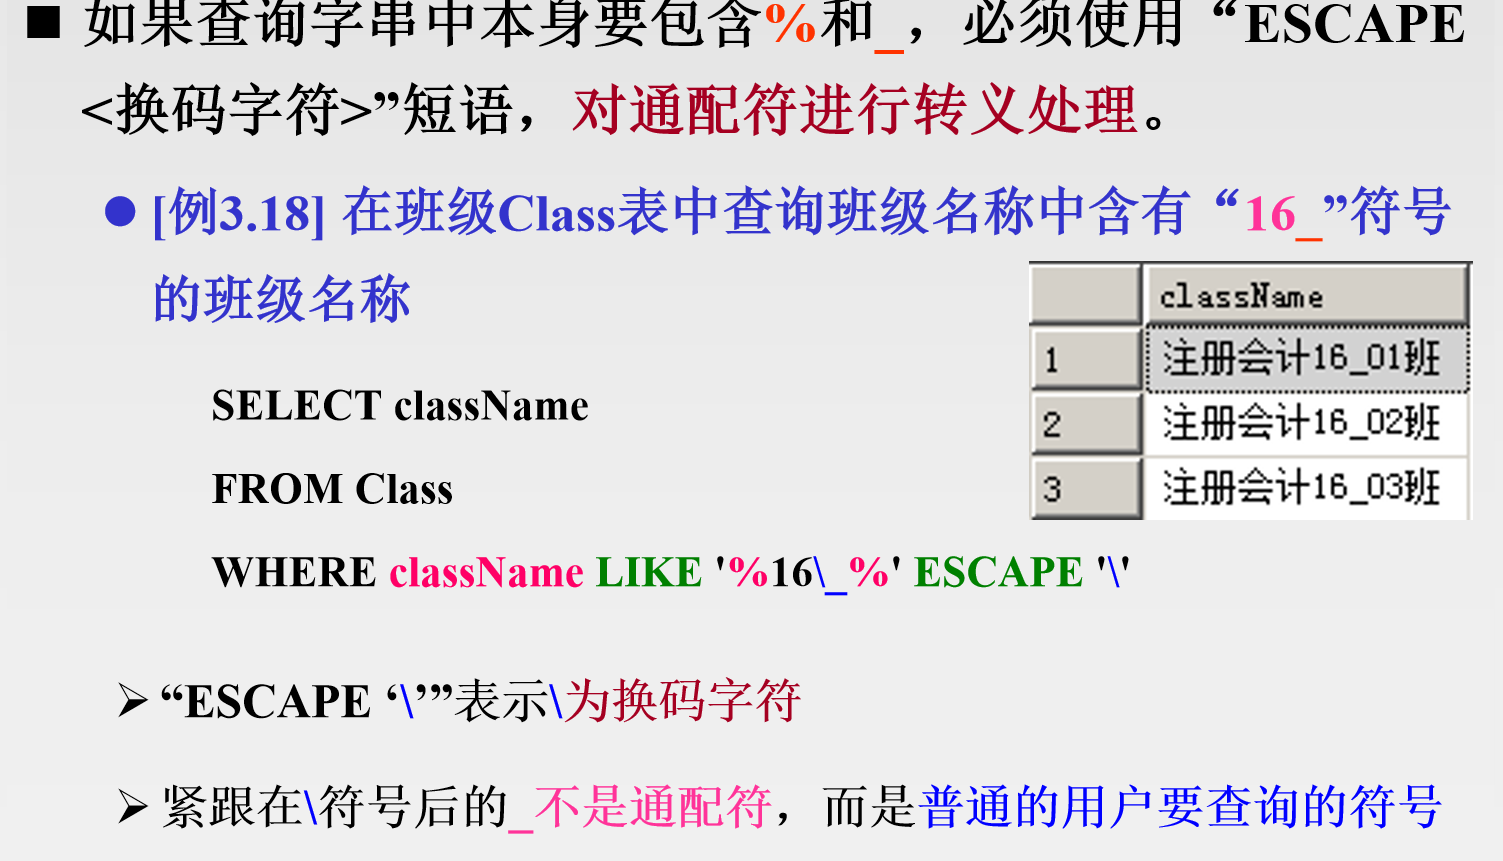 ■ 如果查询字串中本身要包含%和_，必须使用“ESCAPE
<换码字符>”短语，对通配符进行转义处理。
● [例3.18] 在班级Class表中查询班级名称中含有“16_”符号
的班级名称
className
1 注册会计16_01班
2 注册会计16_02班
3 注册会计16_03班
SELECT className
FROM Class
WHERE className LIKE '%16\_%' ESCAPE '\'
➢ “ESCAPE ‘\’”表示\为换码字符
➢ 紧跟在\符号后的_不是通配符，而是普通的用户要查询的符号